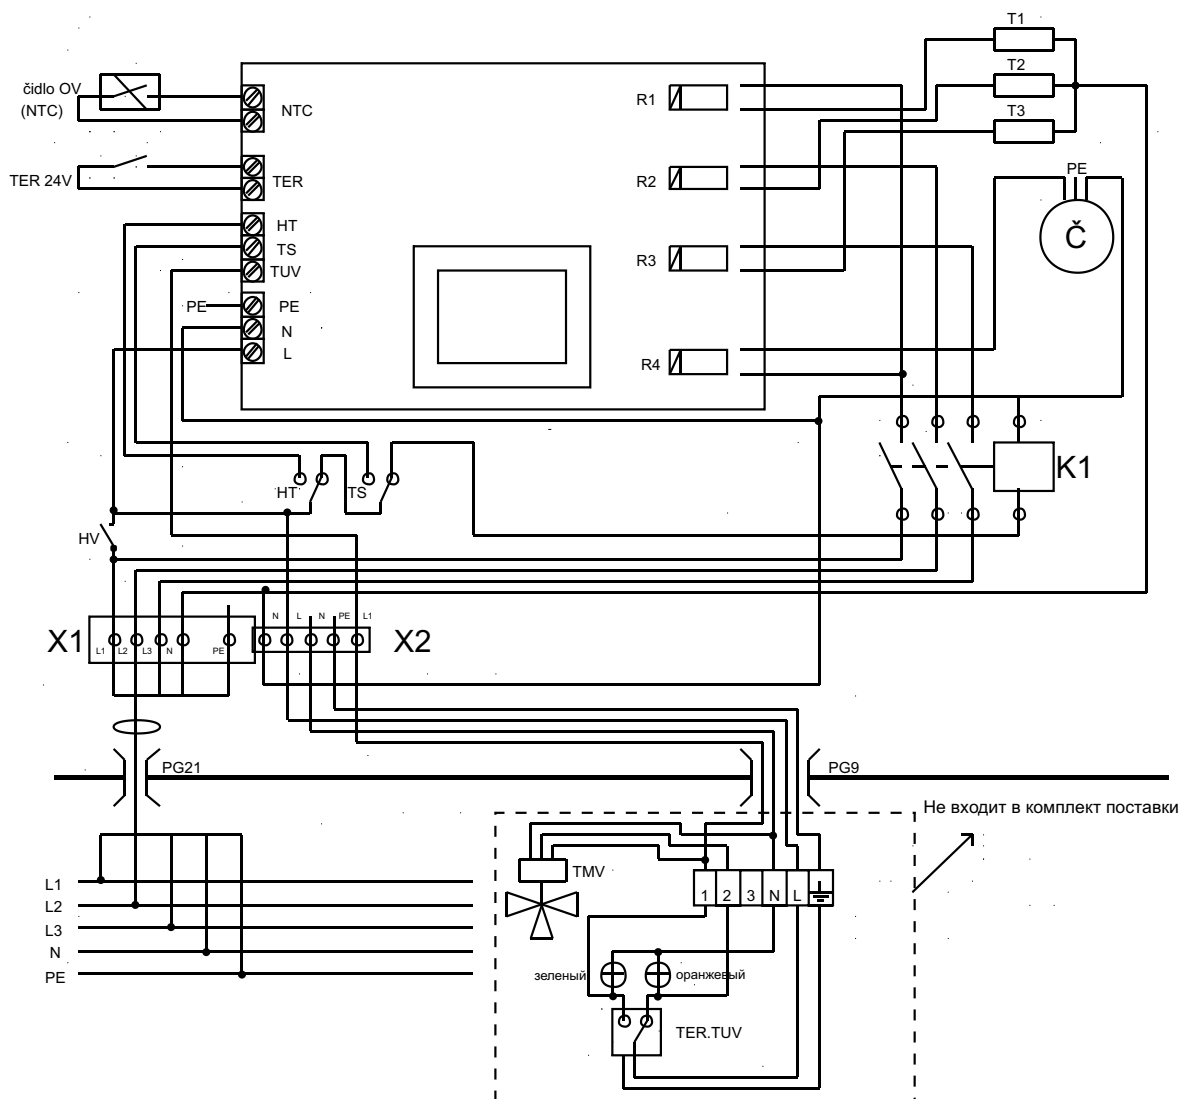 T1
čidlo OV
(NTC)
NTC
R1
T2
T3
TER 24V
TER
R2
PE
HT
TS
TUV
R3
Č
PE
PE
N
L
R4
HT
TS
K1
HV
X1
L1
L2
L3
N
PE
N
L
N
PE
L1
X2
PG21
PG9
Не входит в комплект поставки
TMV
L1
L2
L3
N
PE
1
2
3
N
L
зеленый
оранжевый
TER.TUV